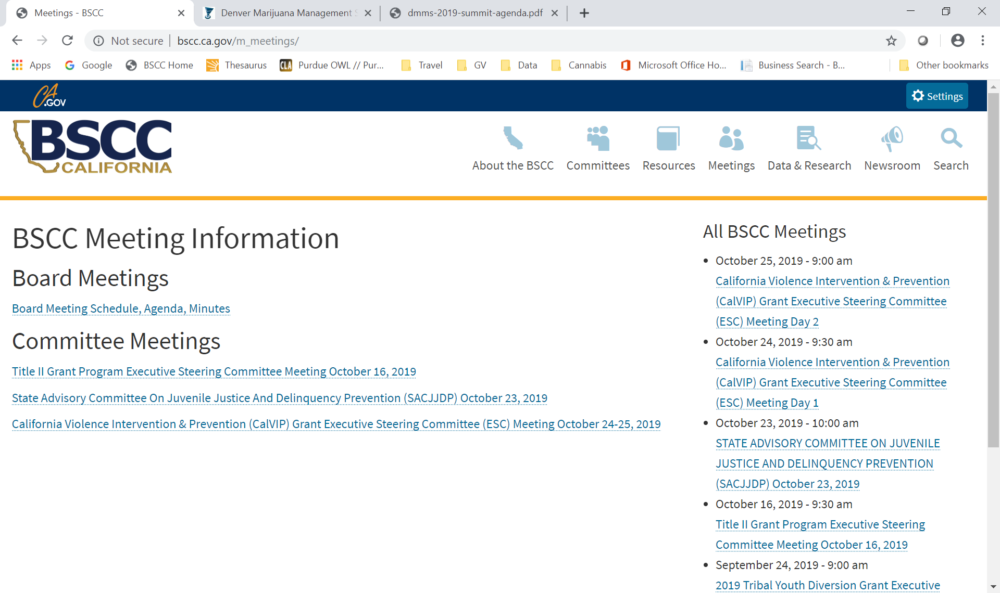 Meetings - BSCC
Denver Marijuana Management
dmms-2019-summit-agenda.pdf
Not secure
bscc.ca.gov/m_meetings/
Apps
Google
BSCC Home
Thesaurus
CLA
Purdue OWL // Pur...
Travel
GV
Data
Cannabis
Microsoft Office Ho...
Business Search - B...
Other bookmarks
CA.GOV
Settings
BSCC
CALIFORNIA
About the BSCC
Committees
Resources
Meetings
Data & Research
Newsroom
Search
BSCC Meeting Information
Board Meetings
Board Meeting Schedule, Agenda, Minutes
Committee Meetings
Title II Grant Program Executive Steering Committee Meeting October 16, 2019
State Advisory Committee On Juvenile Justice And Delinquency Prevention (SACJJDP) October 23, 2019
California Violence Intervention & Prevention (CalVIP) Grant Executive Steering Committee (ESC) Meeting October 24-25, 2019
All BSCC Meetings
October 25, 2019 - 9:00 am
California Violence Intervention & Prevention
(CalVIP) Grant Executive Steering Committee
(ESC) Meeting Day 2
October 24, 2019 - 9:30 am
California Violence Intervention & Prevention
(CalVIP) Grant Executive Steering Committee
(ESC) Meeting Day 1
October 23, 2019 - 10:00 am
STATE ADVISORY COMMITTEE ON JUVENILE
JUSTICE AND DELINQUENCY PREVENTION
(SACJJDP) October 23, 2019
October 16, 2019 - 9:30 am
Title II Grant Program Executive Steering
Committee Meeting October 16, 2019
September 24, 2019 - 9:00 am
2019 Tribal Youth Diversion Grant Executive